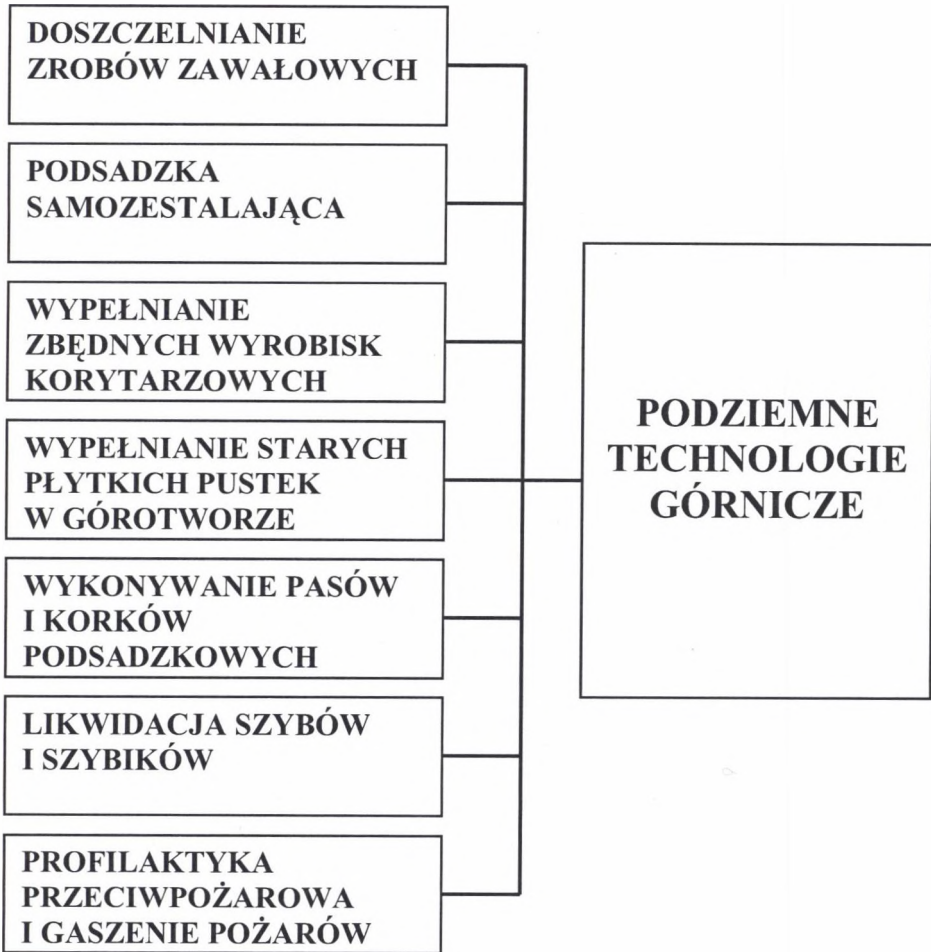 DOSZCZELNIANIE
ZROBÓW ZAWAŁOWYCH
PODSADZKA
SAMOZESTALAJĄCA
WYPEŁNIANIE
ZBĘDNYCH WYROBISK
KORYTARZOWYCH
WYPEŁNIANIE STARYCH
PŁYTKICH PUSTEK
W GÓROTWORZE
WYKONYWANIE PASÓW
I KORKÓW
PODSADZKOWYCH
LIKWIDACJA SZYBÓW
I SZYBIKÓW
PROFILAKTYKA
PRZECIWPOŻAROWA
I GASZENIE POŻARÓW
PODZIEMNE
TECHNOLOGIE
GÓRNICZE